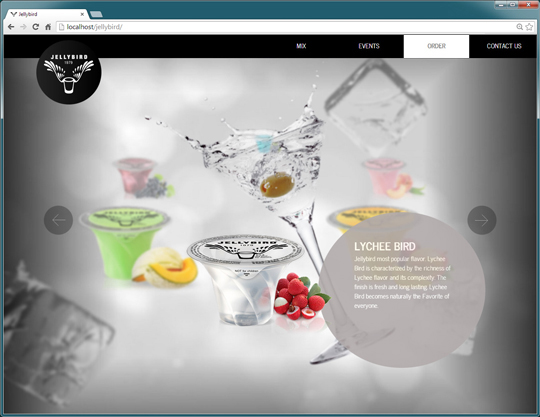 Jellybird
localhost/jellybird/
MIX
EVENTS
ORDER
CONTACT US
JELLYBIRD
1979
JELLYBIRD
LYCHEE BIRD
Jellybird most popular flavor. Lychee
Bird is characterized by the richness of
Lychee flavor and its complexity. The
finish is fresh and long lasting. Lychee
Bird becomes naturally the Favorite of
everyone.